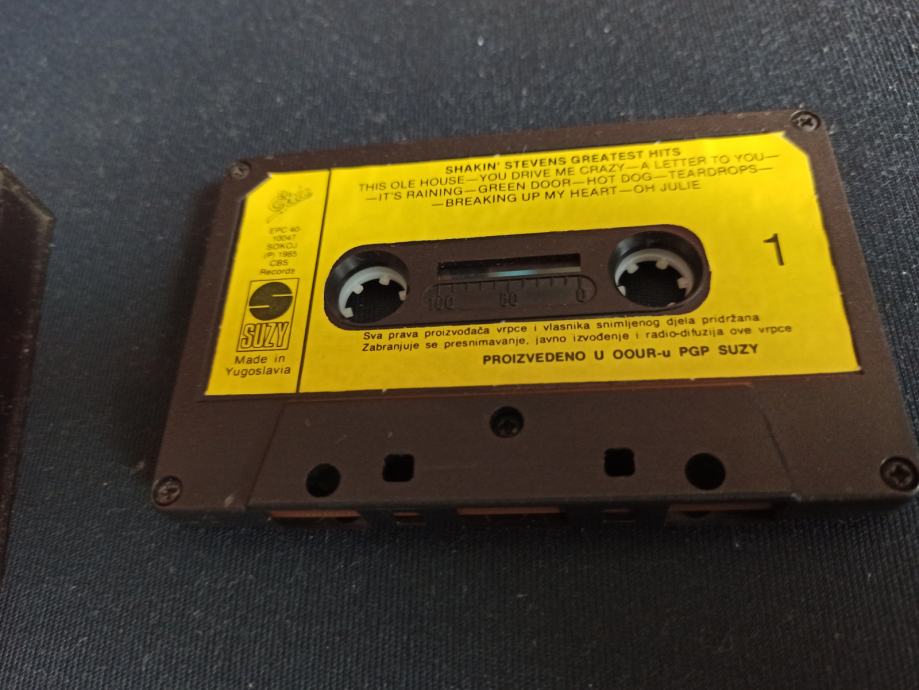 SHAKIN' STEVENS GREATEST HITS
THIS OLE HOUSE—YOU DRIVE ME CRAZY—A LETTER TO YOU—
—IT'S RAINING—GREEN DOOR—HOT DOG—TEARDROPS—
—BREAKING UP MY HEART—OH JULIE
Epic
EPC 40-
10047
SOKOJ
(P) 1985
CBS
Records
SUZY
Made in
Yugoslavia
1
100 50 0
Sva prava proizvođača vrpce i vlasnika snimljenog djela pridržana
Zabranjuje se presnimavanje, javno izvođenje i radio-difuzija ove vrpce
PROIZVEDENO U OOUR-u PGP SUZY